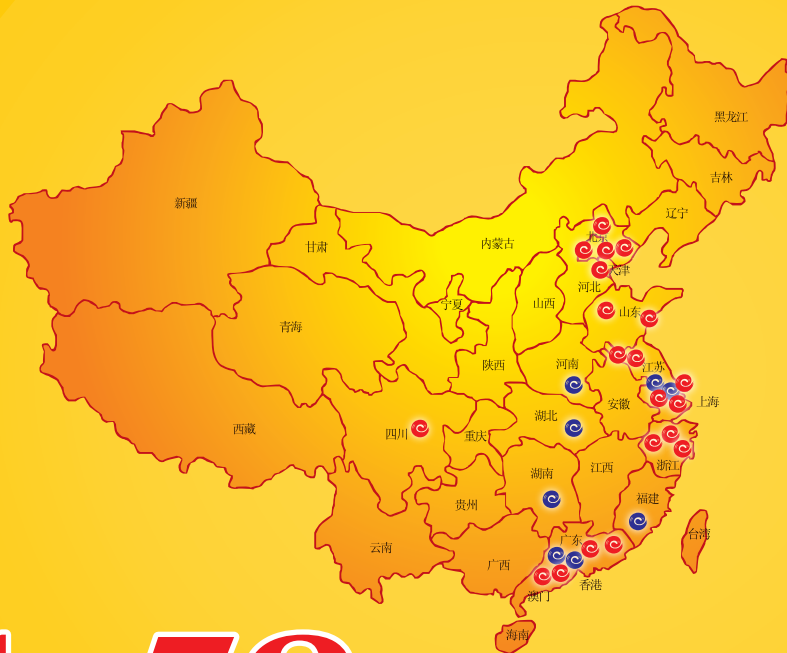 黑龙江
吉林
辽宁
新疆
内蒙古
甘肃
北京
天津
河北
宁夏
山西
山东
青海
陕西
河南
江苏
安徽
上海
湖北
西藏
四川
重庆
浙江
湖南
江西
贵州
福建
云南
广西
广东
台湾
香港
澳门
海南